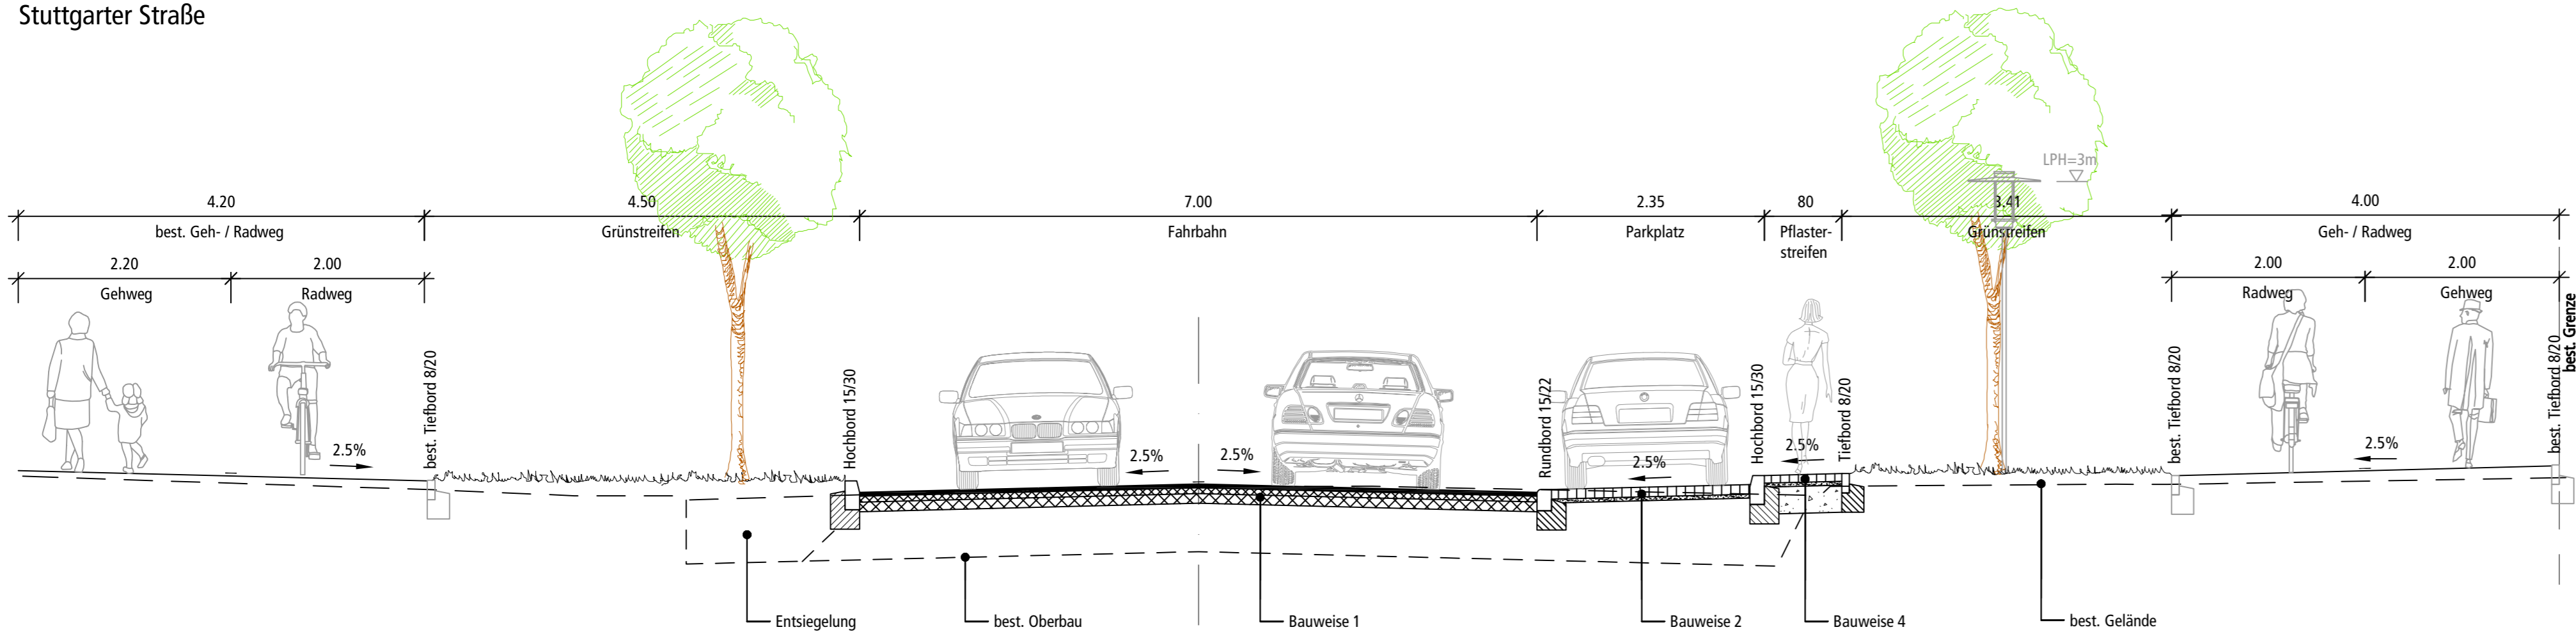 Stuttgarter Straße
LPH=3m
4.20
4.50
7.00
2.35
80
3.41
4.00
best. Geh- / Radweg
Grünstreifen
Fahrbahn
Parkplatz
Pflaster-
streifen
Grünstreifen
Geh- / Radweg
2.20
2.00
2.00
2.00
Gehweg
Radweg
Radweg
Gehweg
best. Tiefbord 8/20
Hochbord 15/30
Rundbord 15/22
Hochbord 15/30
Tiefbord 8/20
best. Tiefbord 8/20
best. Tiefbord 8/20
best. Grenze
2.5%
2.5%
2.5%
2.5%
2.5%
2.5%
Entsiegelung
best. Oberbau
Bauweise 1
Bauweise 2
Bauweise 4
best. Gelände